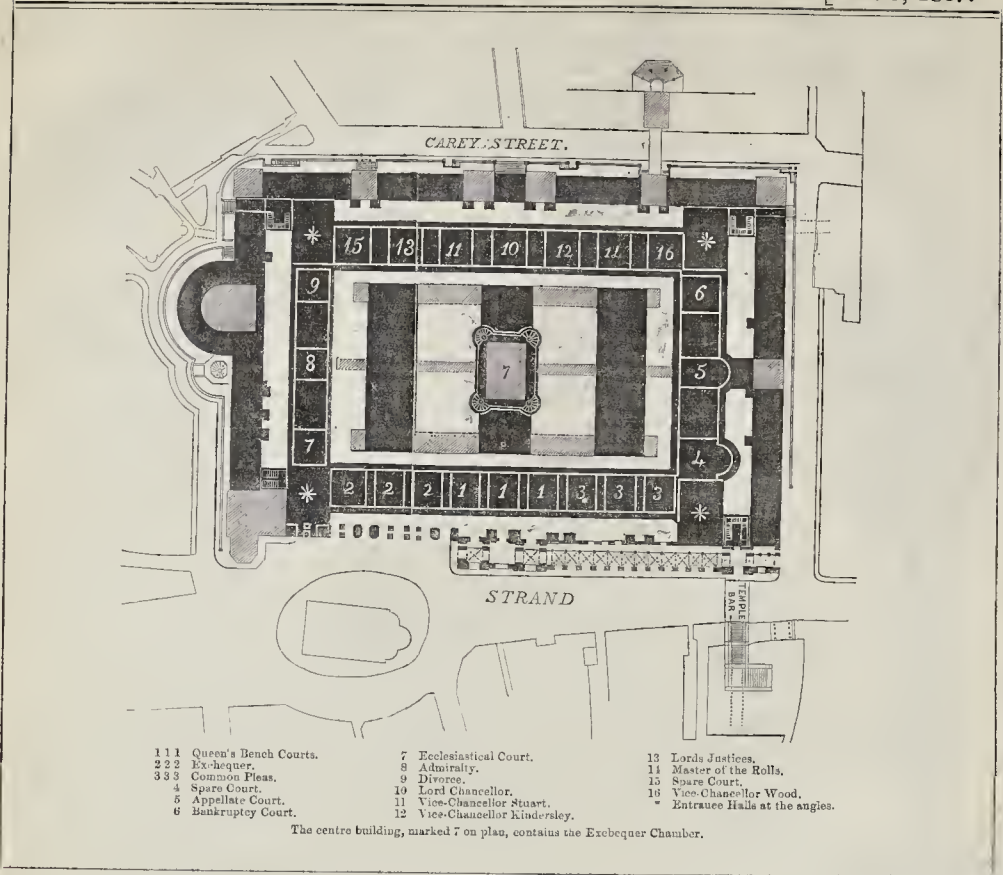 CAREY STREET.
15 13 11 10 12 14 16
9
6
8
7
5
7
4
2 2 2 1 1 1 3 3 3
STRAND
TEMPLE
BAR
1 1 1 Queen's Bench Courts.
2 2 2 Exchequer.
3 3 3 Common Pleas.
4 Spare Court.
5 Appellate Court.
6 Bankruptcy Court.
7 Ecclesiastical Court.
8 Admiralty.
9 Divorce.
10 Lord Chancellor.
11 Vice-Chancellor Stuart.
12 Vice-Chancellor Kindersley.
13 Lords Justices.
14 Master of the Rolls.
15 Spare Court.
16 Vice-Chancellor Wood.
* Entrance Halls at the angles.
The centre building, marked 7 on plan, contains the Exchequer Chamber.